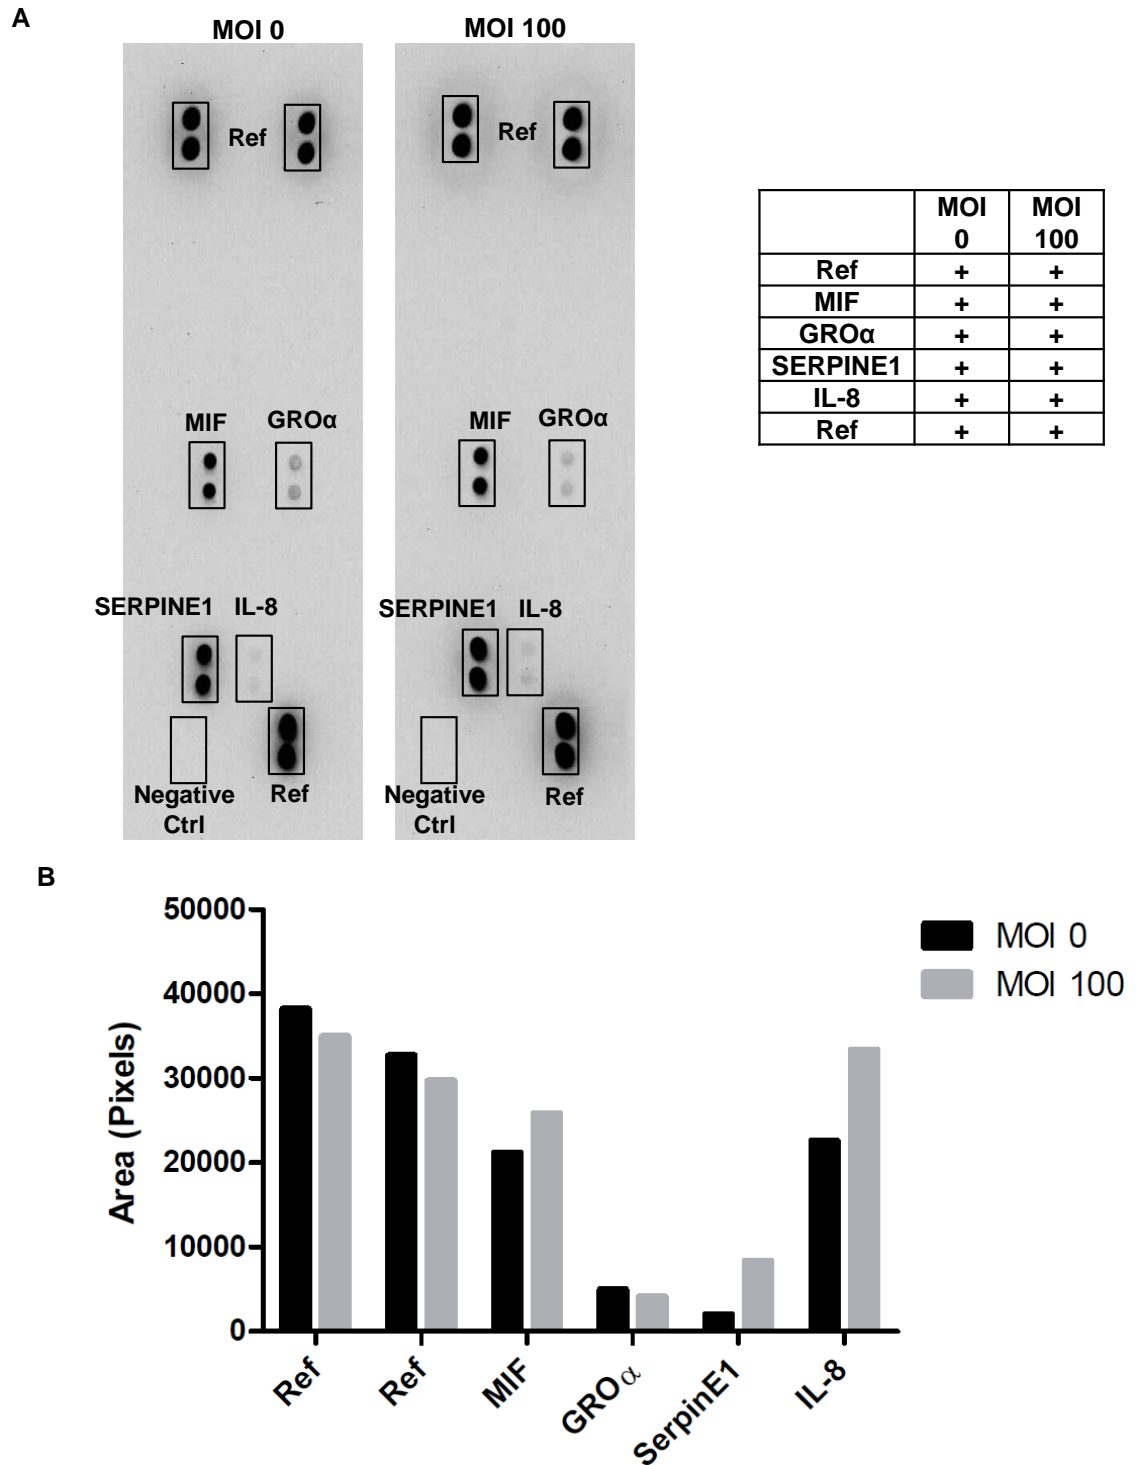 A
MOI 0
MOI 100
Ref
Ref
MIF
GROα
MIF
GROα
SERPINE1
IL-8
SERPINE1
IL-8
Negative
Ctrl
Ref
Negative
Ctrl
Ref
MOI
0
MOI
100
Ref + +
MIF + +
GROα + +
SERPINE1 + +
IL-8 + +
Ref + +
B
50000
40000
30000
20000
10000
0
Area (Pixels)
MOI 0
MOI 100
Ref
Ref
MIF
GROα
SerpinE1
IL-8